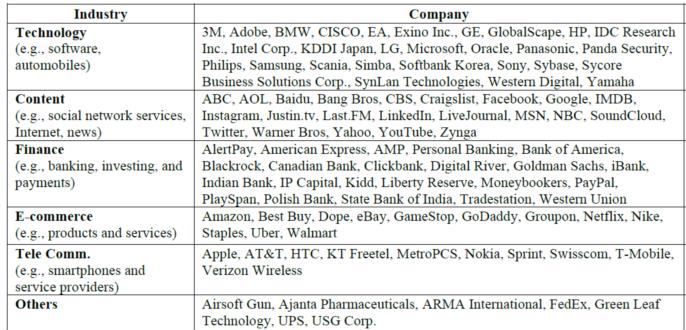 Industry Company
Technology 3M, Adobe, BMW, CISCO, EA, Exino Inc., GE, GlobalScape, HP, IDC Research
(e.g., software, Inc., Intel Corp., KDDI Japan, LG, Microsoft, Oracle, Panasonic, Panda Security,
automobiles) Philips, Samsung, Scania, Simba, Softbank Korea, Sony, Sybase, Sycore
Business Solutions Corp., SynLan Technologies, Western Digital, Yamaha
Content ABC, AOL, Baidu, Bang Bros, CBS, Craigslist, Facebook, Google, IMDB,
(e.g., social network services, Instagram, Justin.tv, Last.FM, LinkedIn, LiveJournal, MSN, NBC, SoundCloud,
Internet, news) Twitter, Warner Bros, Yahoo, YouTube, Zynga
Finance AlertPay, American Express, AMP, Personal Banking, Bank of America,
(e.g., banking, investing, and Blackrock, Canadian Bank, Clickbank, Digital River, Goldman Sachs, iBank,
payments) Indian Bank, IP Capital, Kidd, Liberty Reserve, Moneybookers, PayPal,
PlaySpan, Polish Bank, State Bank of India, Tradestation, Western Union
E-commerce Amazon, Best Buy, Dope, eBay, GameStop, GoDaddy, Groupon, Netflix, Nike,
(e.g., products and services) Staples, Uber, Walmart
Tele Comm. Apple, AT&T, HTC, KT Freetel, MetroPCS, Nokia, Sprint, Swisscom, T-Mobile,
(e.g., smartphones and Verizon Wireless
service providers)
Others Airsoft Gun, Ajanta Pharmaceuticals, ARMA International, FedEx, Green Leaf
Technology, UPS, USG Corp.